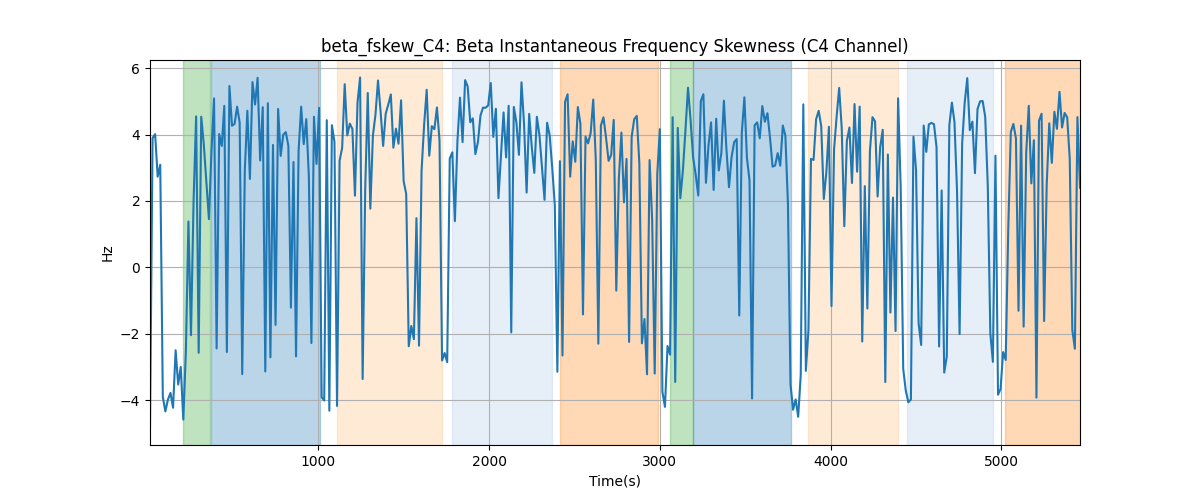 beta_fskew_C4: Beta Instantaneous Frequency Skewness (C4 Channel)
6
4
2
0
−2
−4
Hz
1000 2000 3000 4000 5000
Time(s)